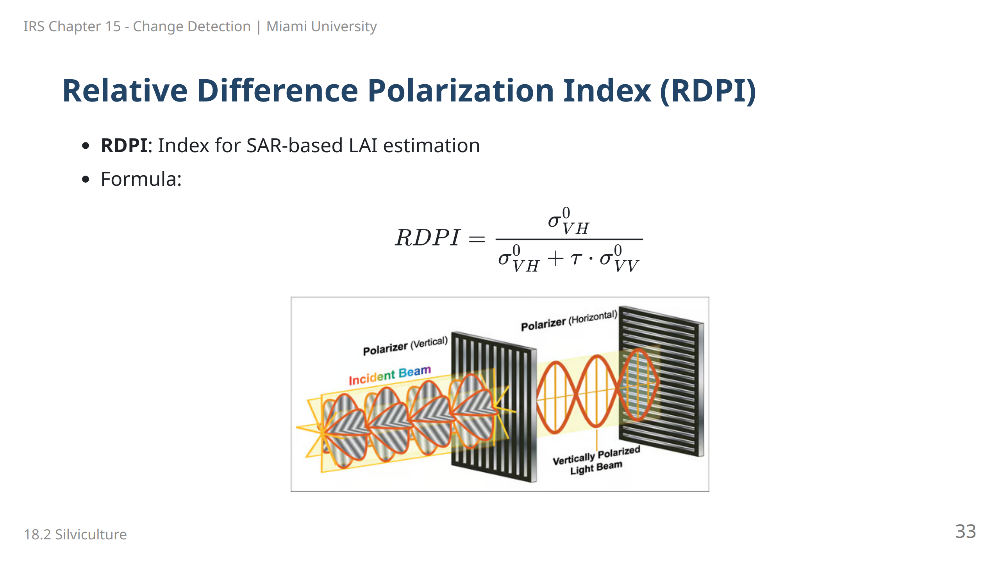 IRS Chapter 15 - Change Detection | Miami University
Relative Difference Polarization Index (RDPI)
• RDPI: Index for SAR-based LAI estimation
• Formula:
$RDPI = \frac{\sigma^0_{VH}}{\sigma^0_{VH} + \tau \cdot \sigma^0_{VV}}$
Polarizer (Horizontal)
Polarizer (Vertical)
Incident Beam
Vertically Polarized
Light Beam
18.2 Silviculture
33